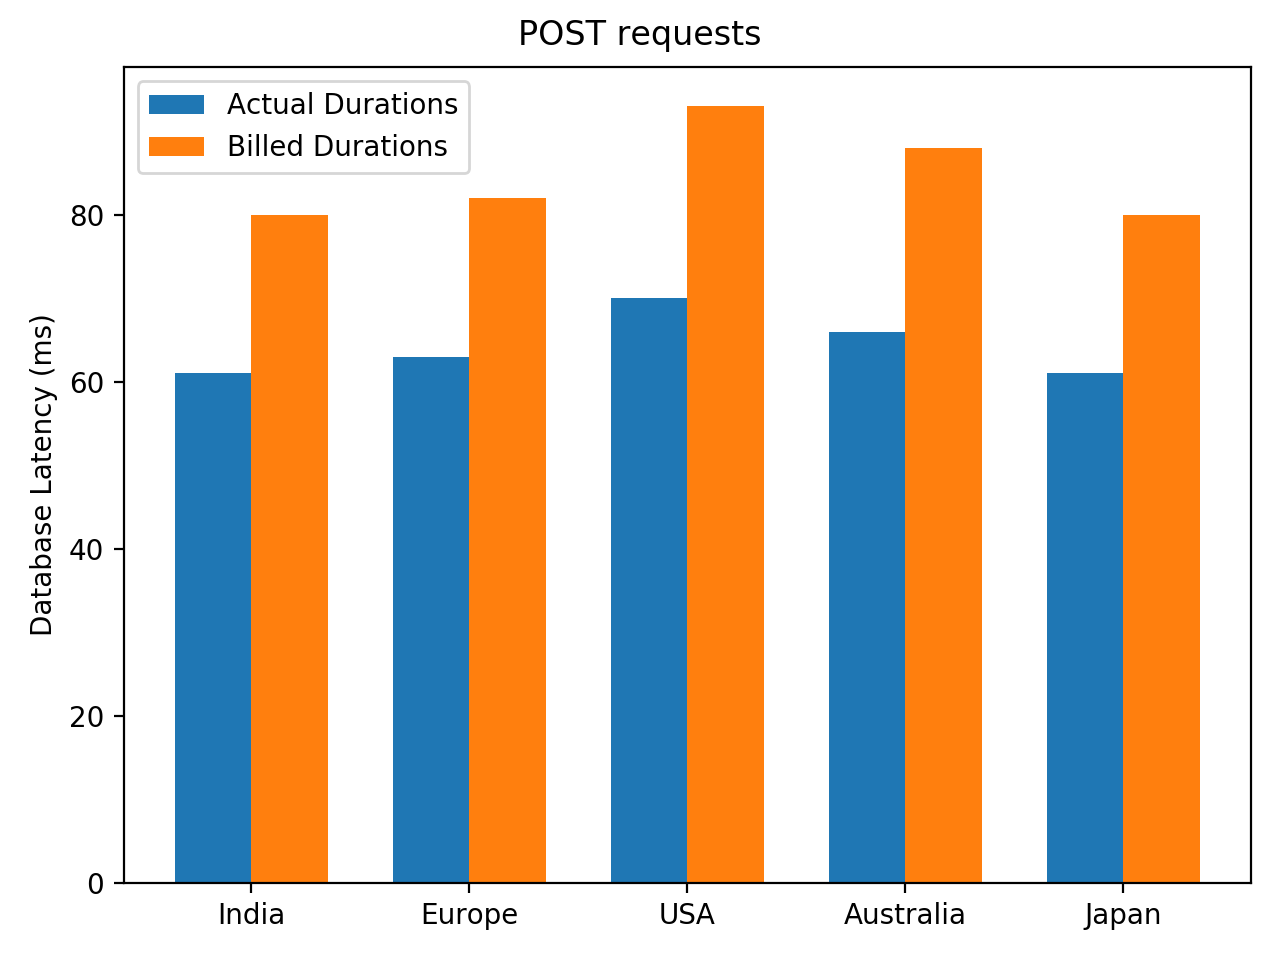 POST requests
Actual Durations
Billed Durations
Database Latency (ms)
80
60
40
20
0
India
Europe
USA
Australia
Japan